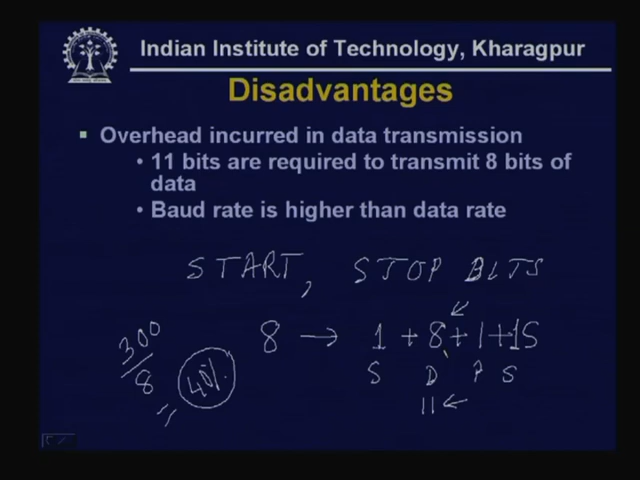 Indian Institute of Technology, Kharagpur
Disadvantages
Overhead incurred in data transmission
• 11 bits are required to transmit 8 bits of
data
• Baud rate is higher than data rate
START, STOP BITS
8 → 1 + 8 + 1 + 1S
S D P S
11 ←
300/8 = 40%